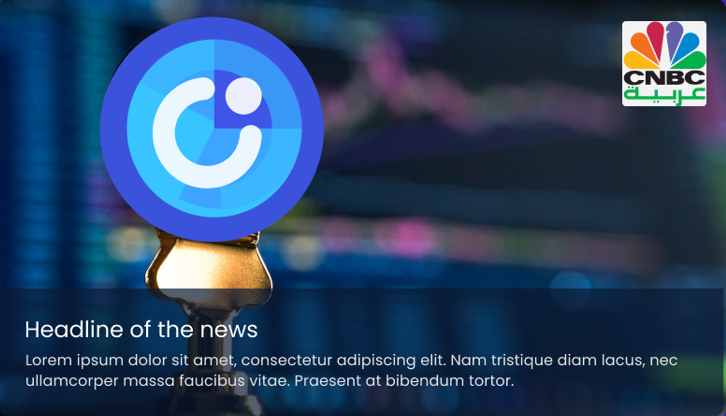 CNBC
عربية
Headline of the news
Lorem ipsum dolor sit amet, consectetur adipiscing elit. Nam tristique diam lacus, nec
ullamcorper massa faucibus vitae. Praesent at bibendum tortor.